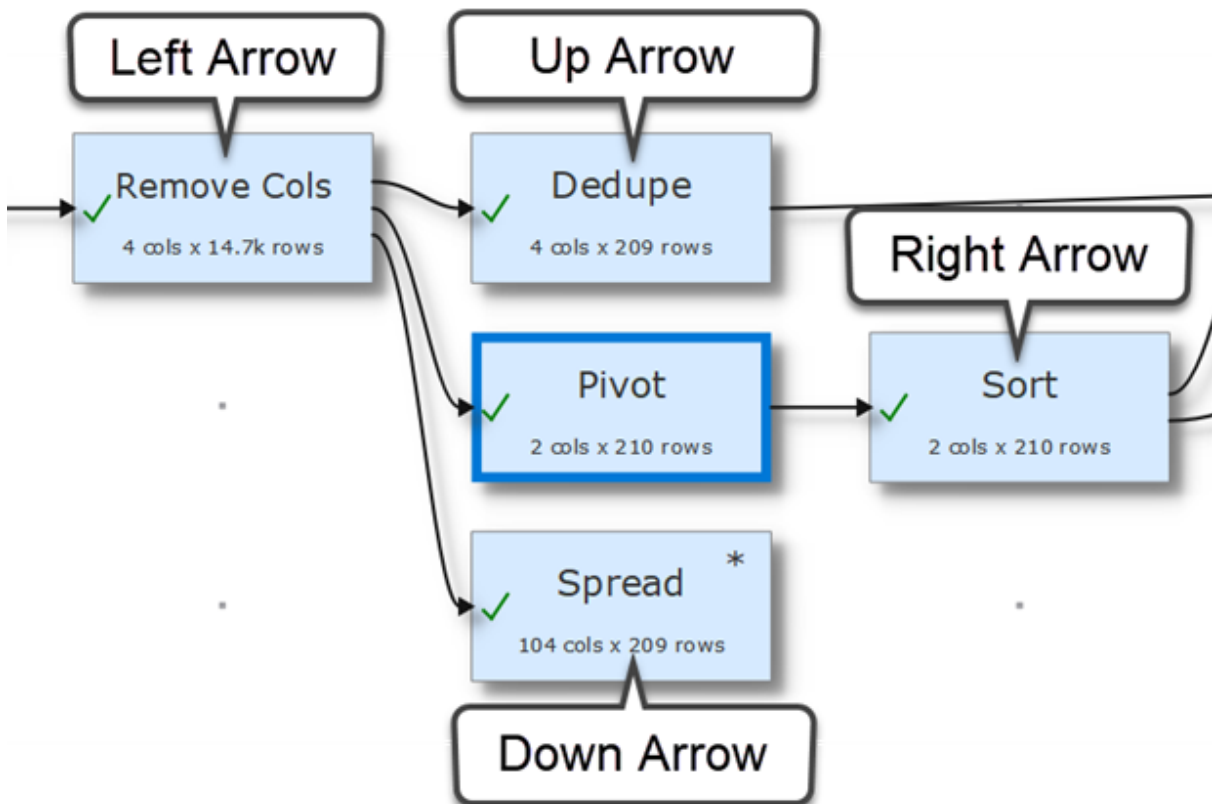 Left Arrow
Up Arrow
Remove Cols
4 cols x 14.7k rows
Dedupe
4 cols x 209 rows
Right Arrow
Pivot
2 cols x 210 rows
Sort
2 cols x 210 rows
Spread *
104 cols x 209 rows
Down Arrow